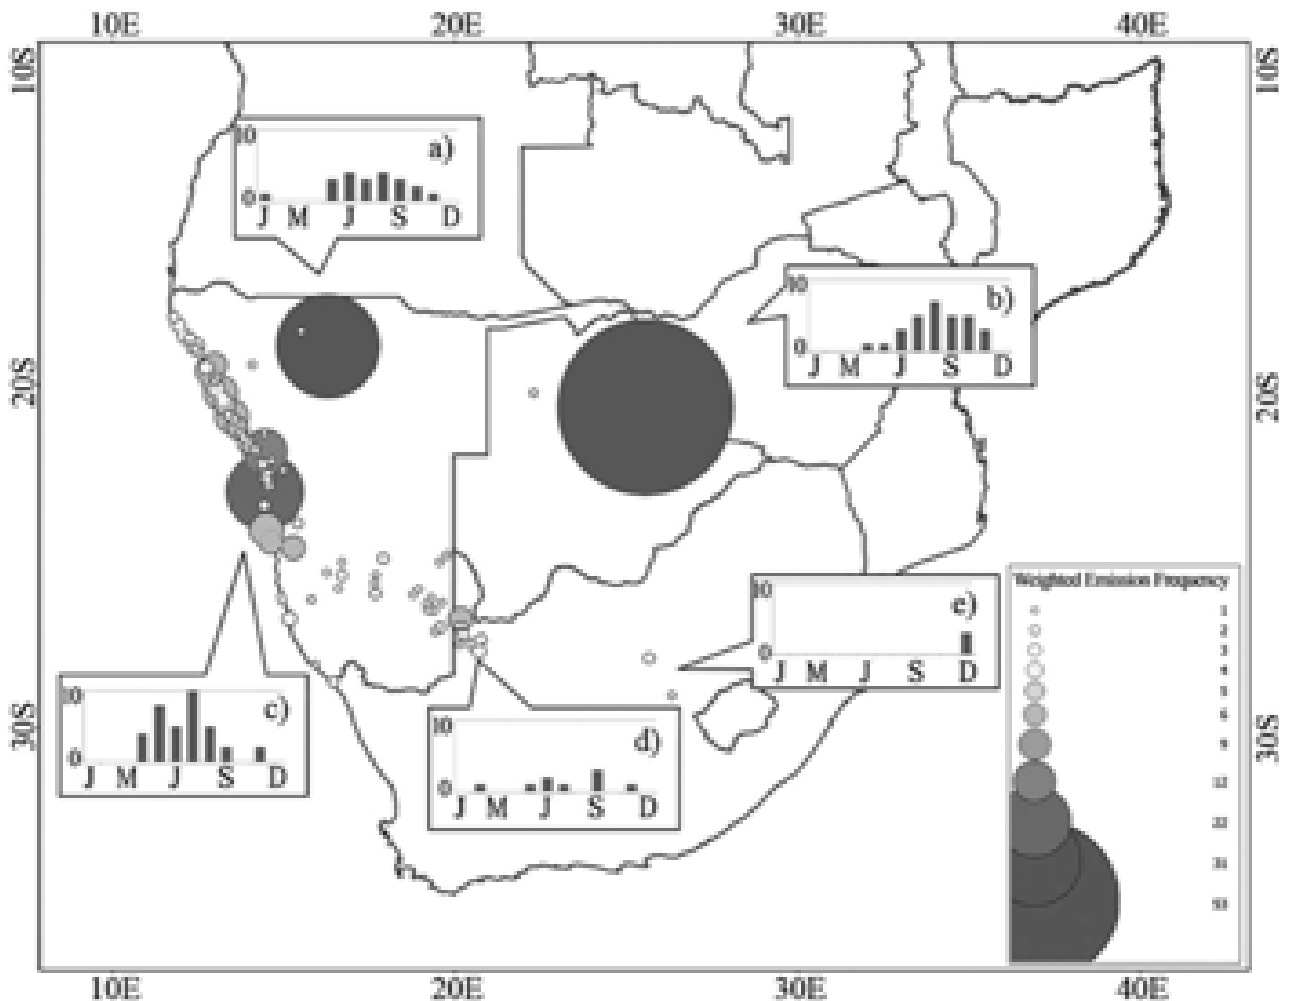 10E 20E 30E 40E
10S 10S
10 a)
0
J M J S D
10 b)
0
J M J S D
20S 20S
Weighted Emission Frequency
1
2
3
4
5
6
9
12
22
31
53
10 e)
0
J M J S D
10 c)
0
J M J S D
10 d)
0
J M J S D
30S 30S
10E 20E 30E 40E